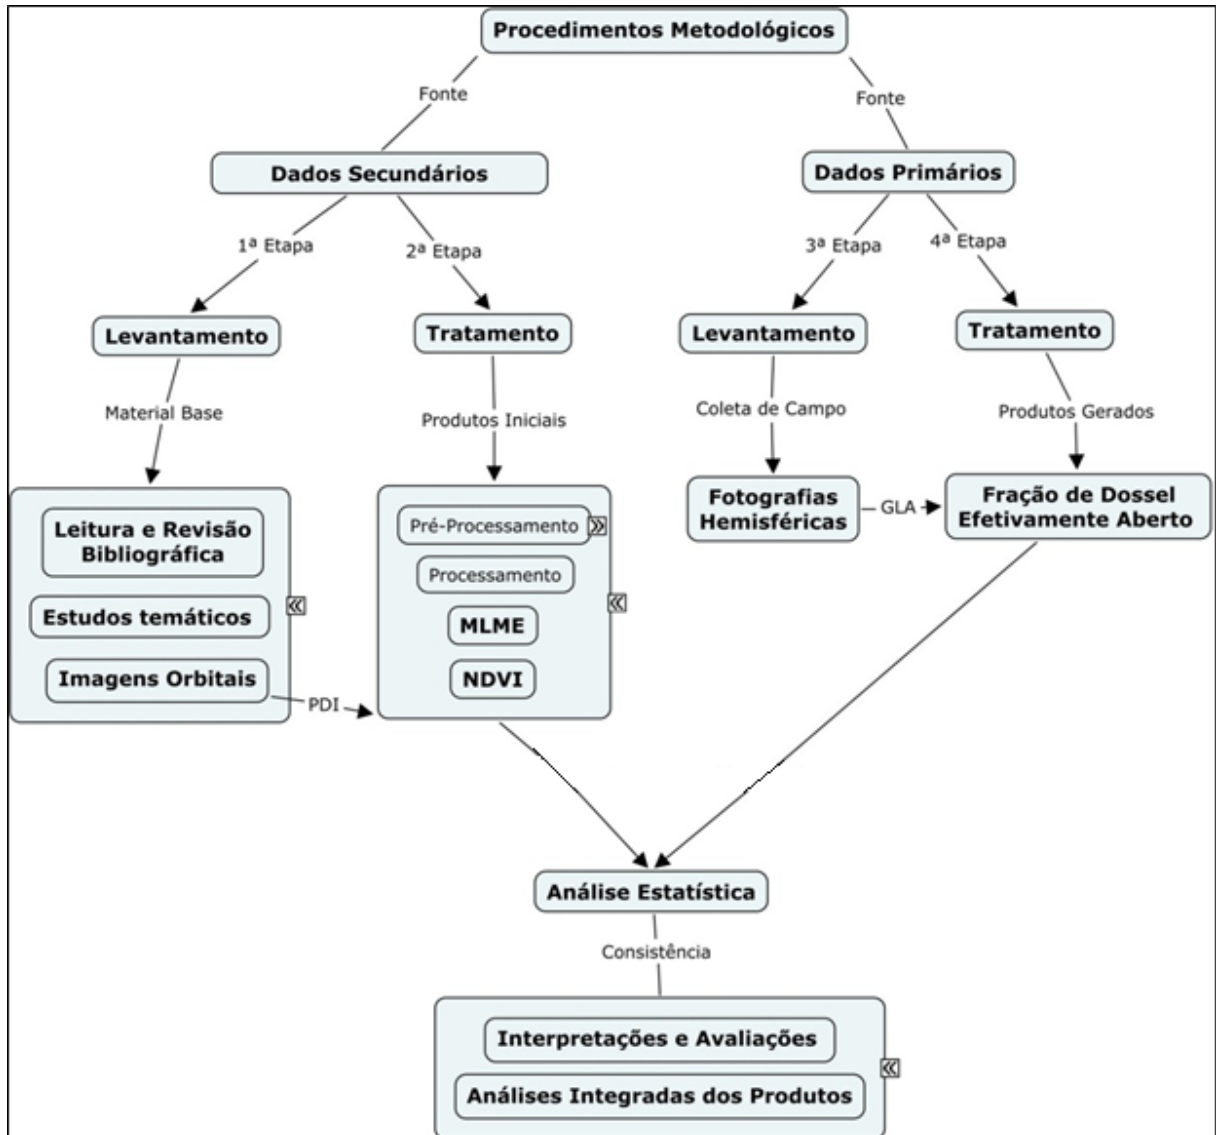 Procedimentos Metodológicos
Fonte
Fonte
Dados Secundários
Dados Primários
1ª Etapa
2ª Etapa
3ª Etapa
4ª Etapa
Levantamento
Tratamento
Levantamento
Tratamento
Material Base
Produtos Iniciais
Coleta de Campo
Produtos Gerados
Leitura e Revisão
Bibliográfica
Estudos temáticos
Imagens Orbitais
PDI
Pré-Processamento
Processamento
MLME
NDVI
Fotografias
Hemisféricas
GLA
Fração de Dossel
Efetivamente Aberto
Análise Estatística
Consistência
Interpretações e Avaliações
Análises Integradas dos Produtos